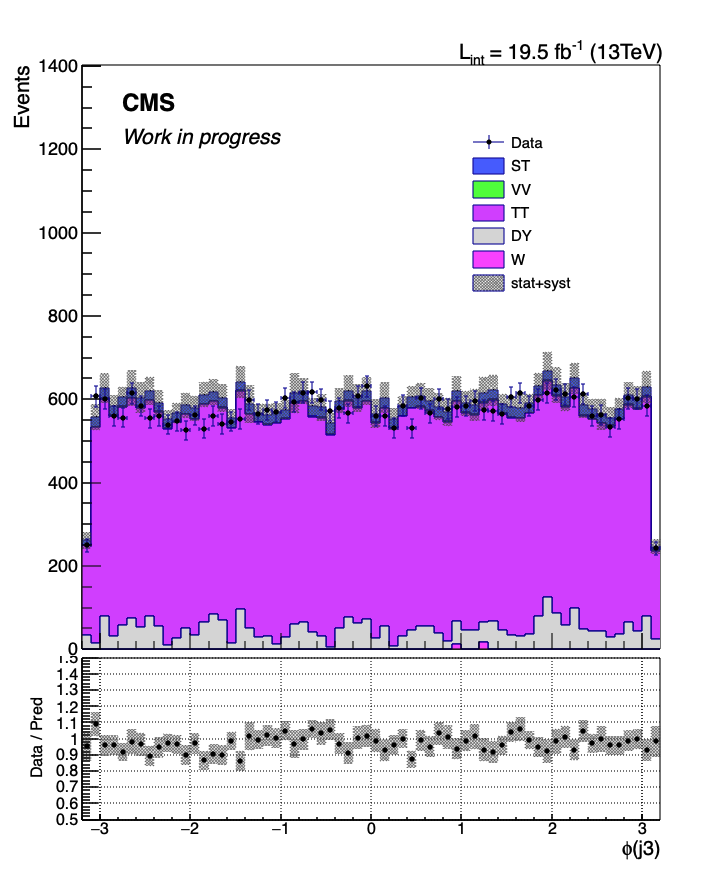 L_int = 19.5 fb^-1 (13TeV)
Events
1400
1200
1000
800
600
400
200
0
CMS
Work in progress
Data
ST
VV
TT
DY
W
stat+syst
Data / Pred
1.5
1.4
1.3
1.2
1.1
1
0.9
0.8
0.7
0.6
0.5
−3 −2 −1 0 1 2 3
ϕ(j3)